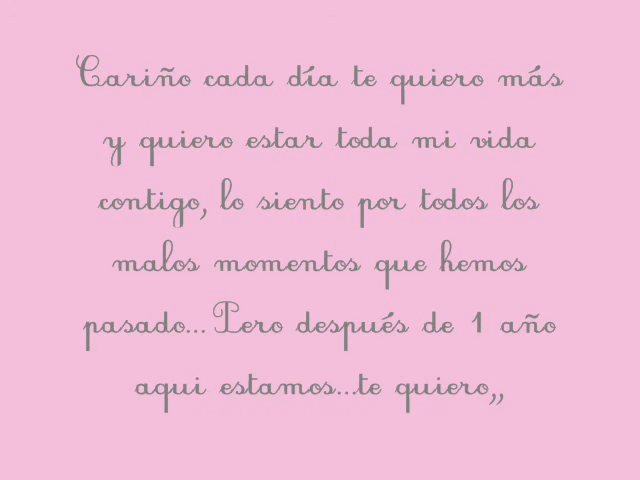 Cariño cada día te quiero más
y quiero estar toda mi vida
contigo, lo siento por todos los
malos momentos que hemos
pasado... Pero después de 1 año
aqui estamos...te quiero,,